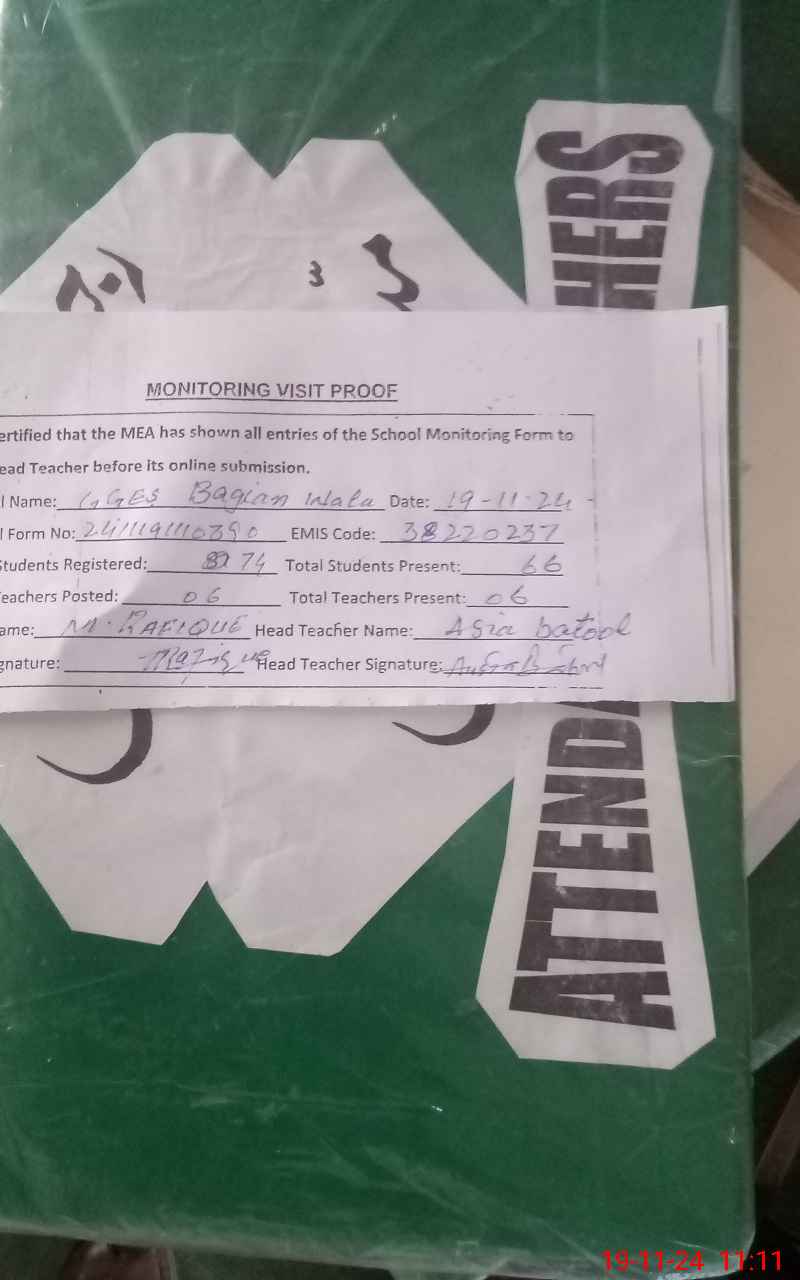 HERS
MONITORING VISIT PROOF
ertified that the MEA has shown all entries of the School Monitoring Form to
ead Teacher before its online submission.
l Name: GGES Bagian Wala Date: 19-11-24
l Form No: EMIS Code: 38220237
tudents Registered: 74 Total Students Present: 66
eachers Posted: 06 Total Teachers Present: 06
ame: M. RAFIQUE Head Teacher Name: Asia batool
gnature: Head Teacher Signature:
ATTENDA
19-11-24 11:11